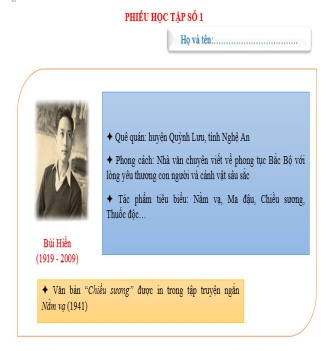 PHIẾU HỌC TẬP SỐ 1
Họ và tên:...................................
✦ Quê quán: huyện Quỳnh Lưu, tỉnh Nghệ An
✦ Phong cách: Nhà văn chuyên viết về phong tục Bắc Bộ với
lòng yêu thương con người và cảnh vật sâu sắc
✦ Tác phẩm tiêu biểu: Nằm vạ, Ma đậu, Chiều sương,
Thuốc độc…
Bùi Hiển
(1919 - 2009)
✦ Văn bản “Chiều sương” được in trong tập truyện ngắn
Nằm vạ (1941)